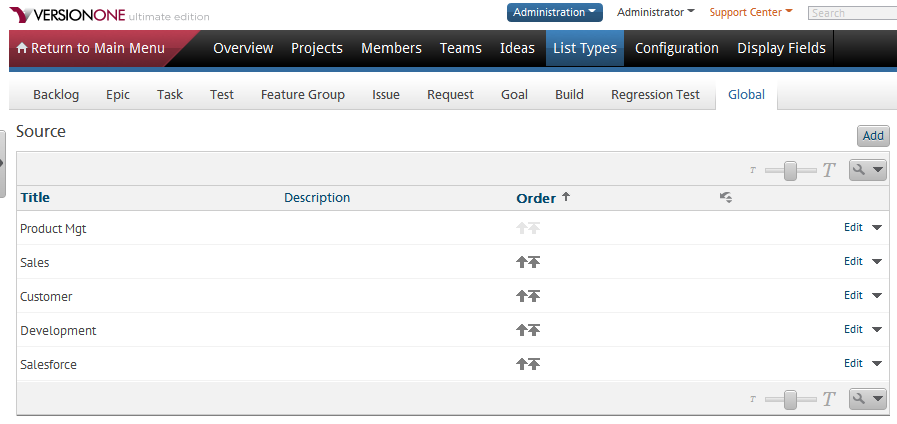 VERSIONONE ultimate edition Administration Administrator Support Center Search
Return to Main Menu Overview Projects Members Teams Ideas List Types Configuration Display Fields
Backlog Epic Task Test Feature Group Issue Request Goal Build Regression Test Global
Source Add
T T
Title Description Order
Product Mgt Edit
Sales Edit
Customer Edit
Development Edit
Salesforce Edit
T T